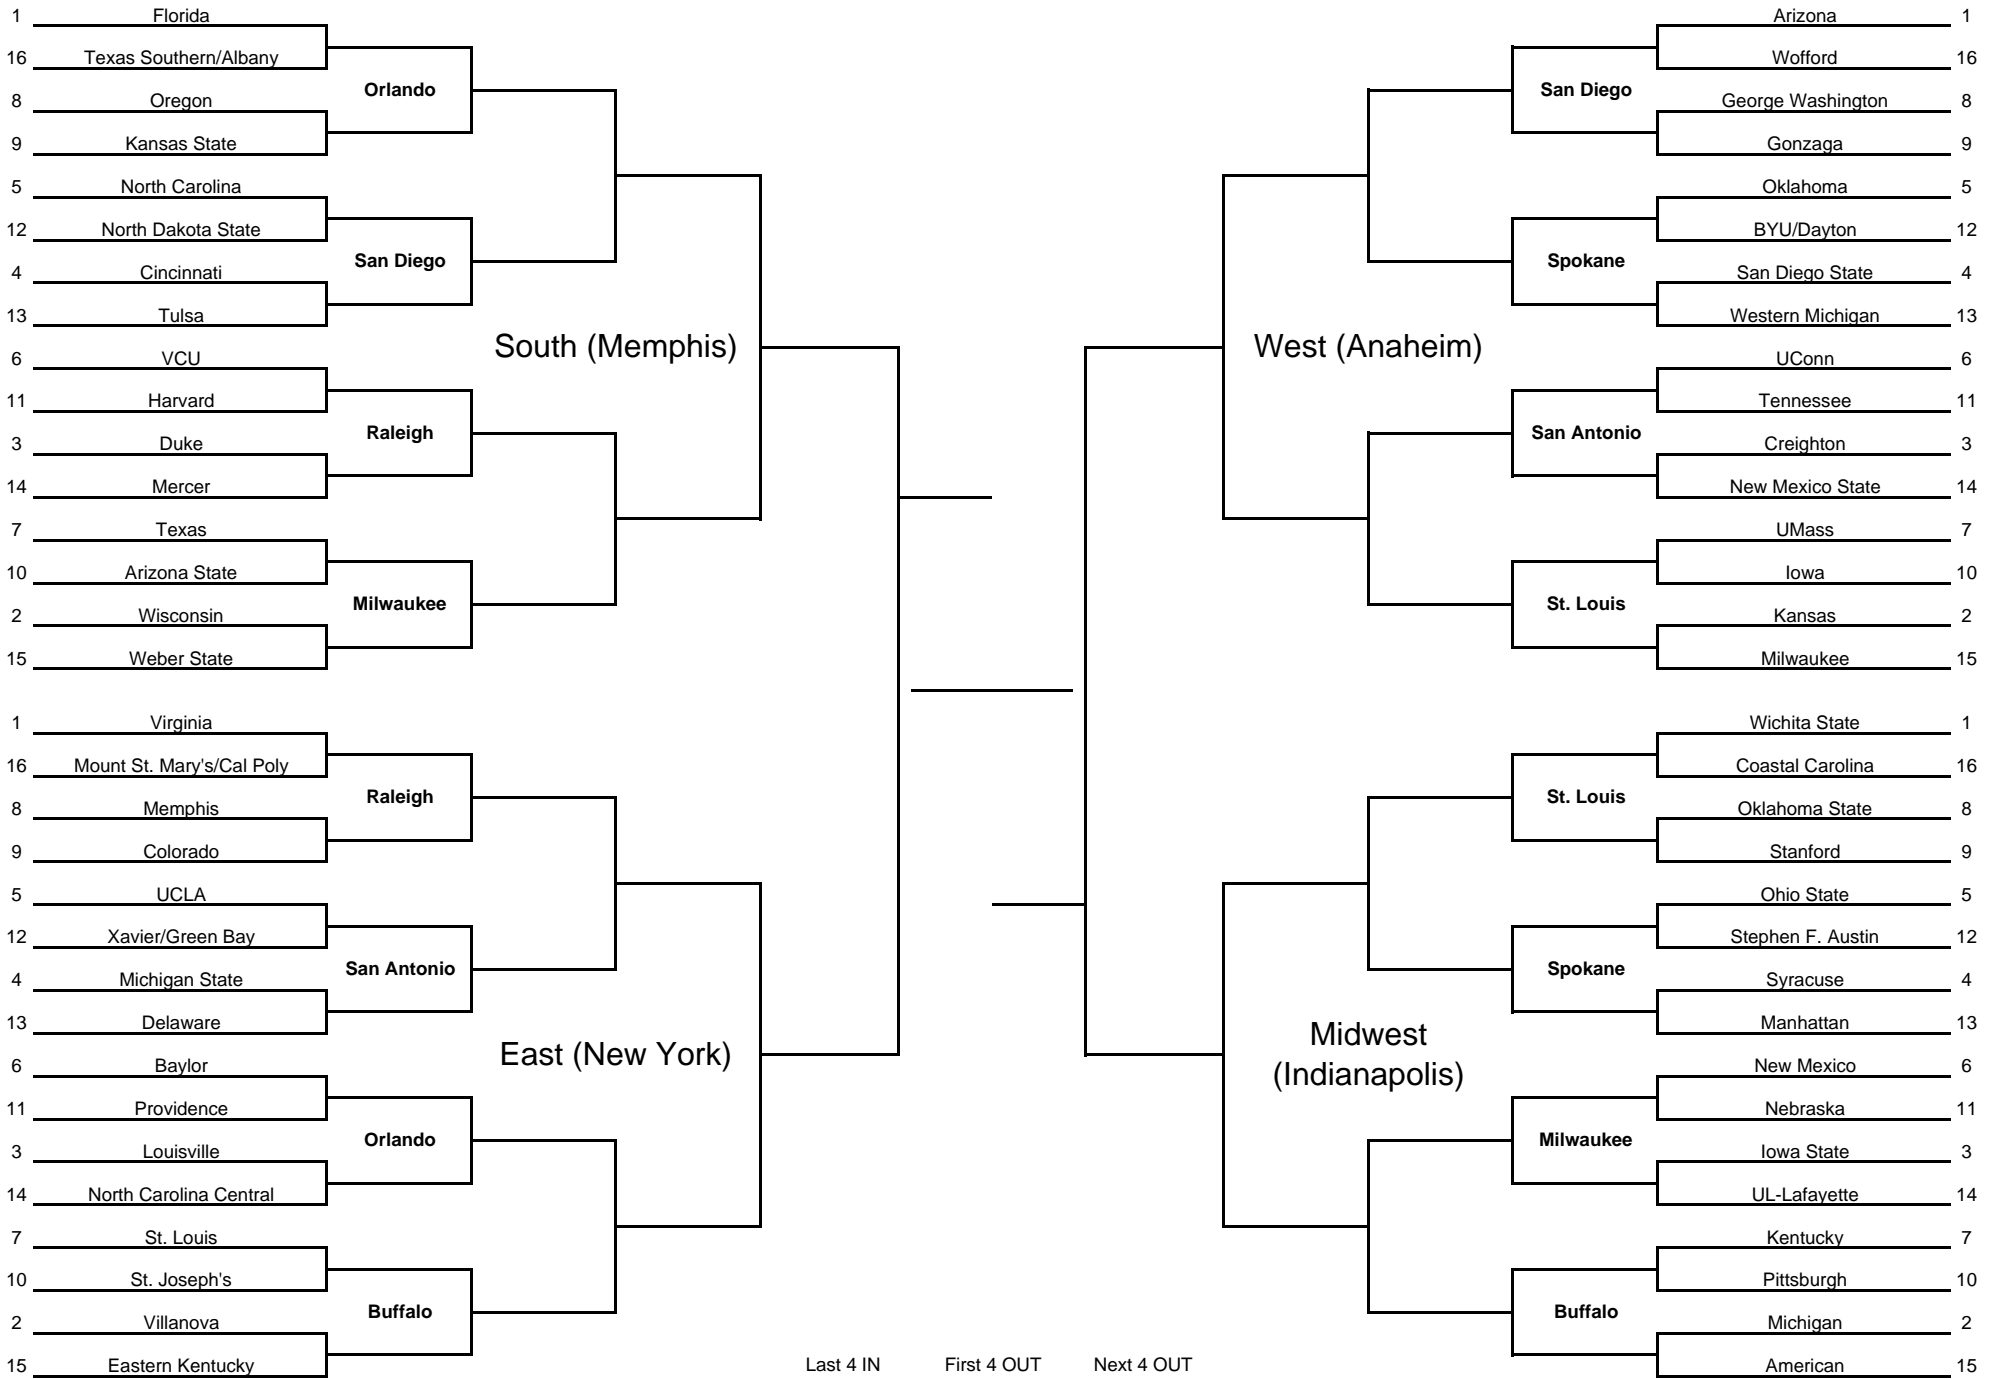 1 Florida
16 Texas Southern/Albany
Orlando
8 Oregon
9 Kansas State
5 North Carolina
12 North Dakota State
San Diego
4 Cincinnati
13 Tulsa
South (Memphis)
6 VCU
11 Harvard
Raleigh
3 Duke
14 Mercer
7 Texas
10 Arizona State
Milwaukee
2 Wisconsin
15 Weber State
1 Virginia
16 Mount St. Mary's/Cal Poly
Raleigh
8 Memphis
9 Colorado
5 UCLA
12 Xavier/Green Bay
San Antonio
4 Michigan State
13 Delaware
East (New York)
6 Baylor
11 Providence
Orlando
3 Louisville
14 North Carolina Central
7 St. Louis
10 St. Joseph's
Buffalo
2 Villanova
15 Eastern Kentucky
Arizona 1
Wofford 16
San Diego
George Washington 8
Gonzaga 9
Oklahoma 5
BYU/Dayton 12
Spokane
San Diego State 4
Western Michigan 13
West (Anaheim)
UConn 6
Tennessee 11
San Antonio
Creighton 3
New Mexico State 14
UMass 7
Iowa 10
St. Louis
Kansas 2
Milwaukee 15
Wichita State 1
Coastal Carolina 16
St. Louis
Oklahoma State 8
Stanford 9
Ohio State 5
Stephen F. Austin 12
Spokane
Syracuse 4
Manhattan 13
Midwest
(Indianapolis)
New Mexico 6
Nebraska 11
Milwaukee
Iowa State 3
UL-Lafayette 14
Kentucky 7
Pittsburgh 10
Buffalo
Michigan 2
American 15
Last 4 IN First 4 OUT Next 4 OUT